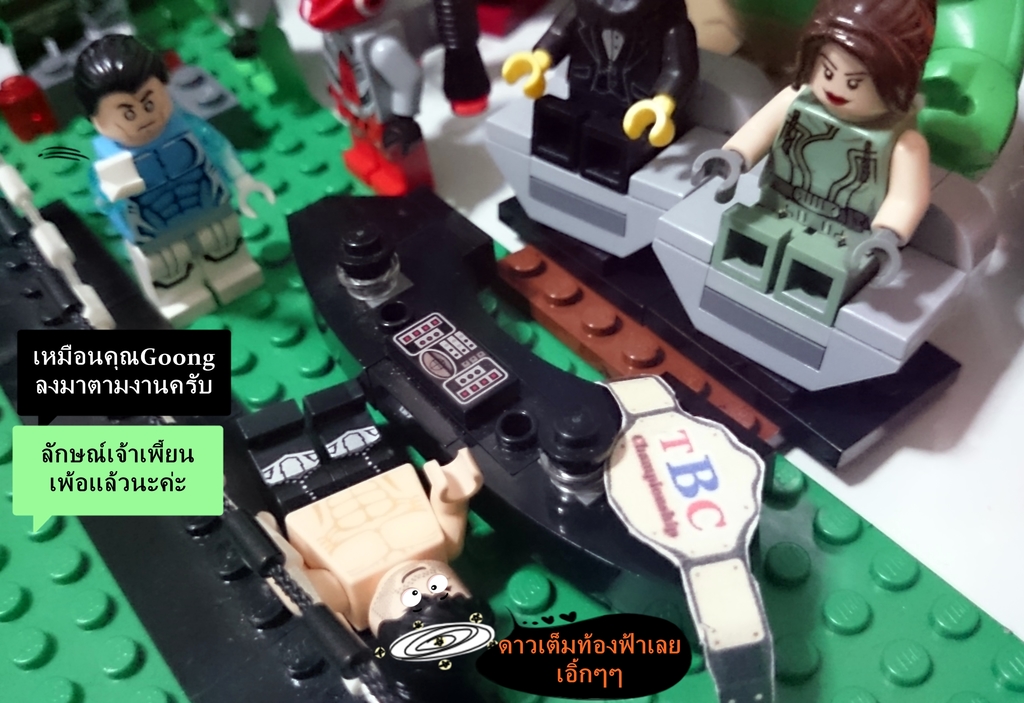 เหมือนคุณGoong
ลงมาตามงานครับ
ลักษณ์เจ้าเพี้ยน
เพ้อแล้วนะค่ะ
TBC
Championship
ดาวเต็มท้องฟ้าเลย
เอิ้กๆๆ